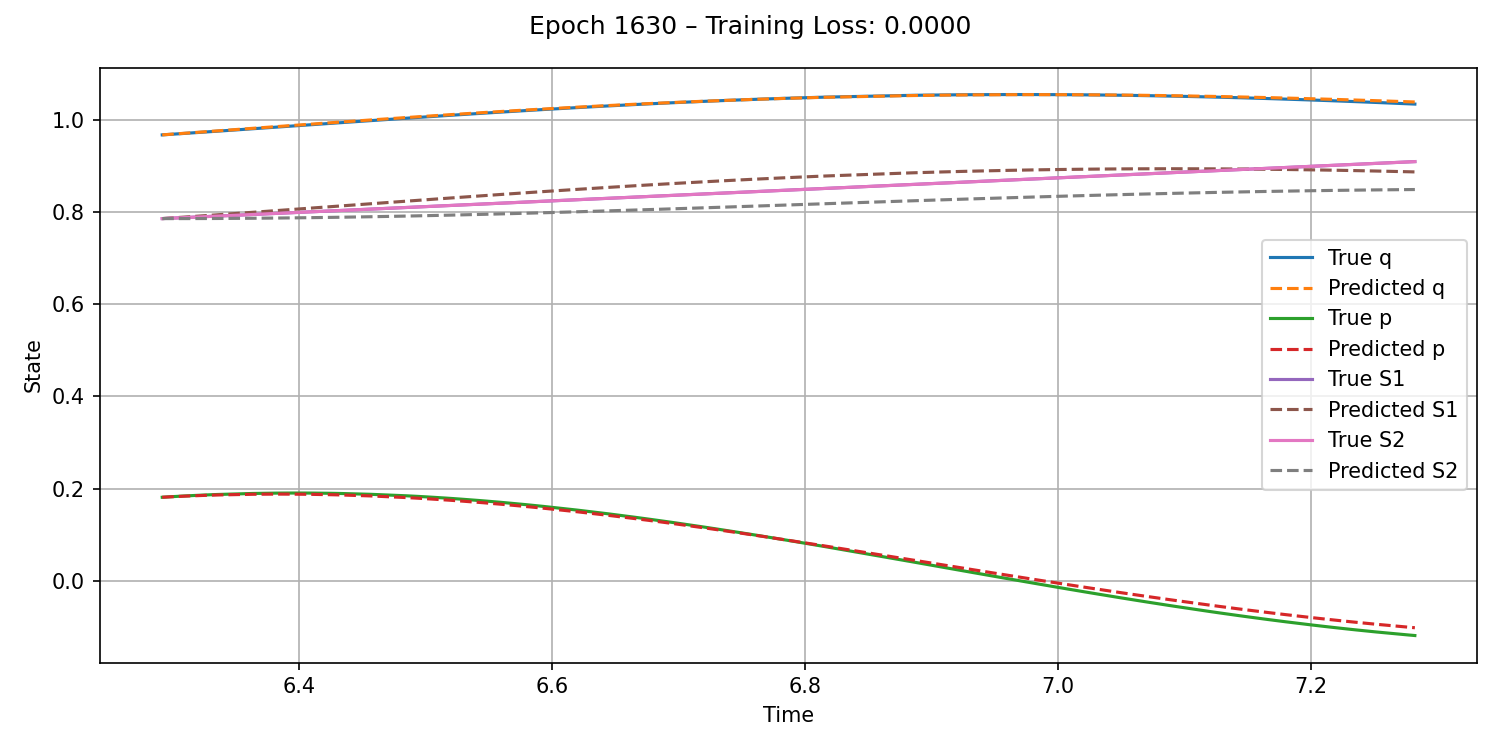 Epoch 1630 – Training Loss: 0.0000
1.0
0.8
0.6
0.4
0.2
0.0
State
6.4
6.6
6.8
7.0
7.2
Time
True q
Predicted q
True p
Predicted p
True S1
Predicted S1
True S2
Predicted S2